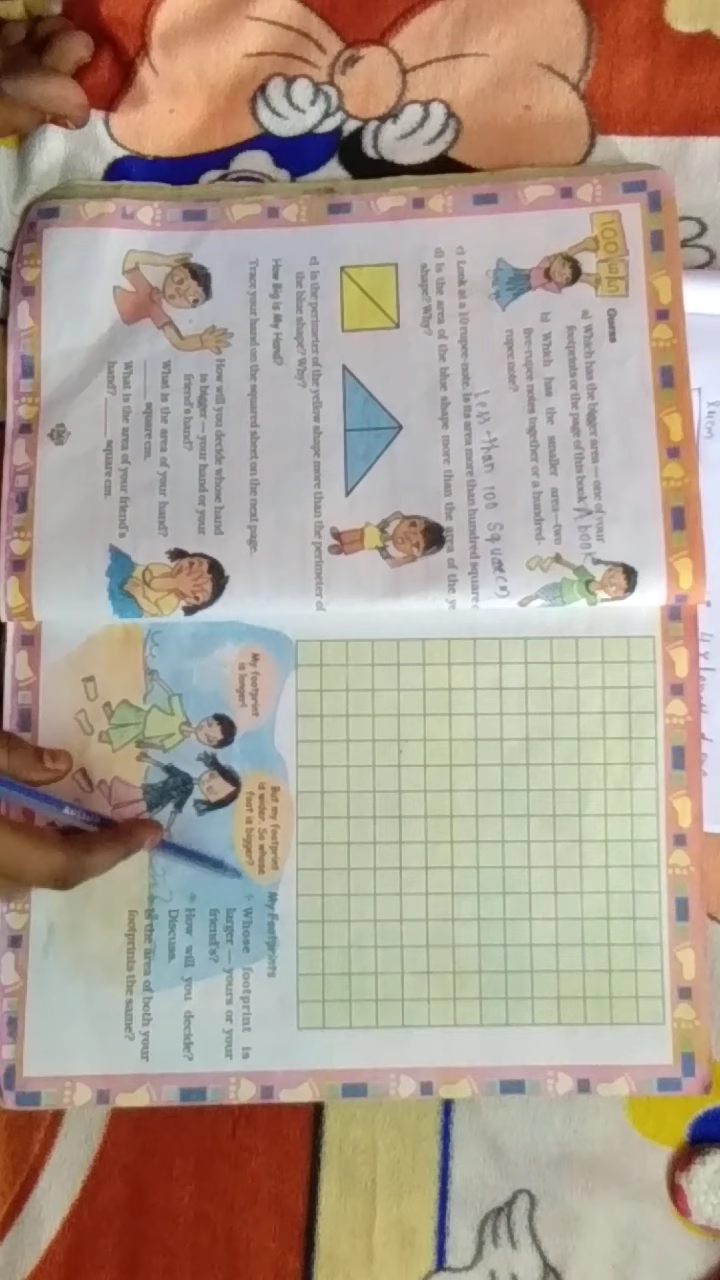 Guess
a) Which has the bigger area — one of your
footprints or the page of this book A book
b) Which has the smaller area — two
five-rupee notes together or a hundred-
rupee note?
c) Look at a 10 rupee-note. Is its area more than hundred square
Less than 100 square
d) Is the area of the blue shape more than the area of the
shape? Why?
e) Is the perimeter of the yellow shape more than the perimeter of
the blue shape? Why?
How Big is My Hand?
Trace your hand on the squared sheet on the next page.
How will you decide whose hand
is bigger — your hand or your
friend's hand?
What is the area of your hand?
______ square cm.
What is the area of your friend's
hand? ______ square cm.
My footprint
is longer!
But my footprint
is wider. So whose
foot is bigger?
My Footprints
Whose footprint is
larger — yours or your
friend's?
How will you decide?
Discuss.
Is the area of both your
footprints the same?